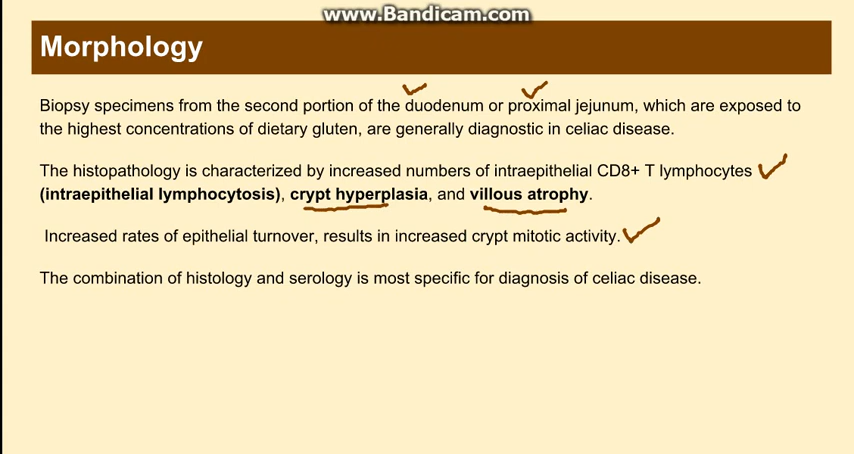 www.Bandicam.com
Morphology
Biopsy specimens from the second portion of the duodenum or proximal jejunum, which are exposed to
the highest concentrations of dietary gluten, are generally diagnostic in celiac disease.
The histopathology is characterized by increased numbers of intraepithelial CD8+ T lymphocytes
(intraepithelial lymphocytosis), crypt hyperplasia, and villous atrophy.
Increased rates of epithelial turnover, results in increased crypt mitotic activity.
The combination of histology and serology is most specific for diagnosis of celiac disease.